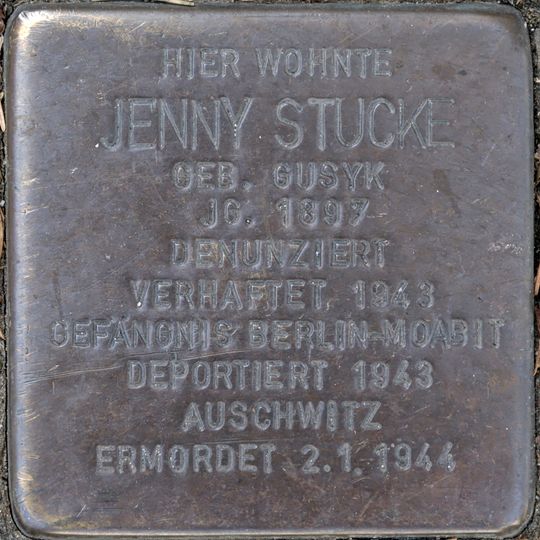 HIER WOHNTE
JENNY STUCKE
GEB. GUSYK
JG. 1897
DENUNZIERT
VERHAFTET 1943
GEFÄNGNIS BERLIN-MOABIT
DEPORTIERT 1943
AUSCHWITZ
ERMORDET 2.1.1944